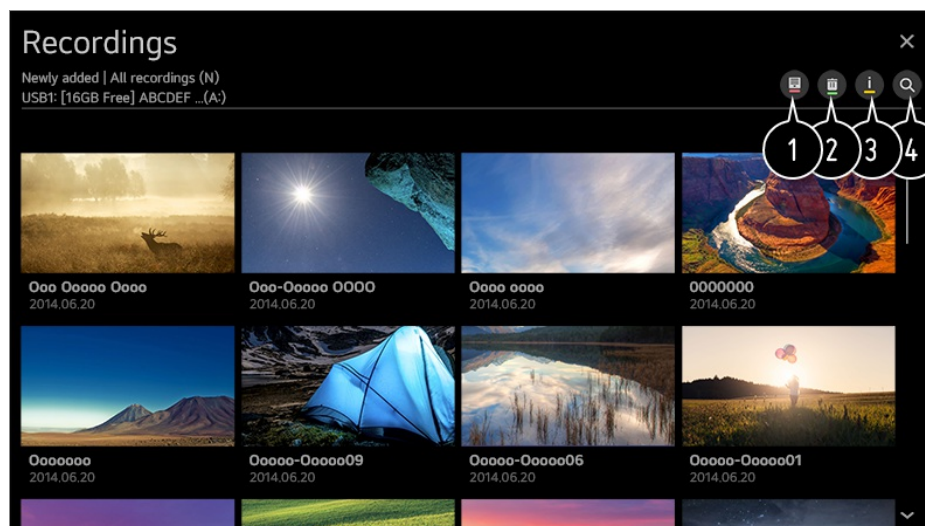 Recordings
Newly added | All recordings (N)
USB1: [16GB Free] ABCDEF ...(A:)
1 2 3 4
Ooo Ooooo Oooo
2014.06.20
Ooo-Ooooo OOOO
2014.06.20
Oooo oooo
2014.06.20
OOOOOOO
2014.06.20
Ooooooo
2014.06.20
Ooooo-Ooooo09
2014.06.20
Ooooo-Ooooo06
2014.06.20
Ooooo-Ooooo01
2014.06.20